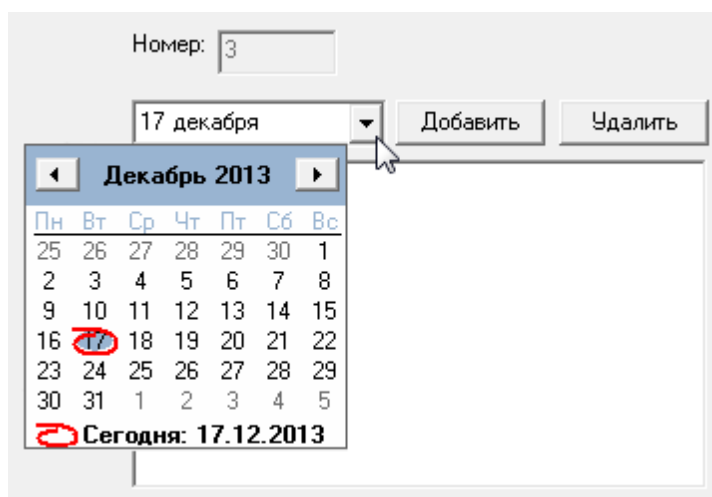 Номер: 3
17 декабря Добавить Удалить
Декабрь 2013
Пн Вт Ср Чт Пт Сб Вс
25 26 27 28 29 30 1
2 3 4 5 6 7 8
9 10 11 12 13 14 15
16 17 18 19 20 21 22
23 24 25 26 27 28 29
30 31 1 2 3 4 5
Сегодня: 17.12.2013